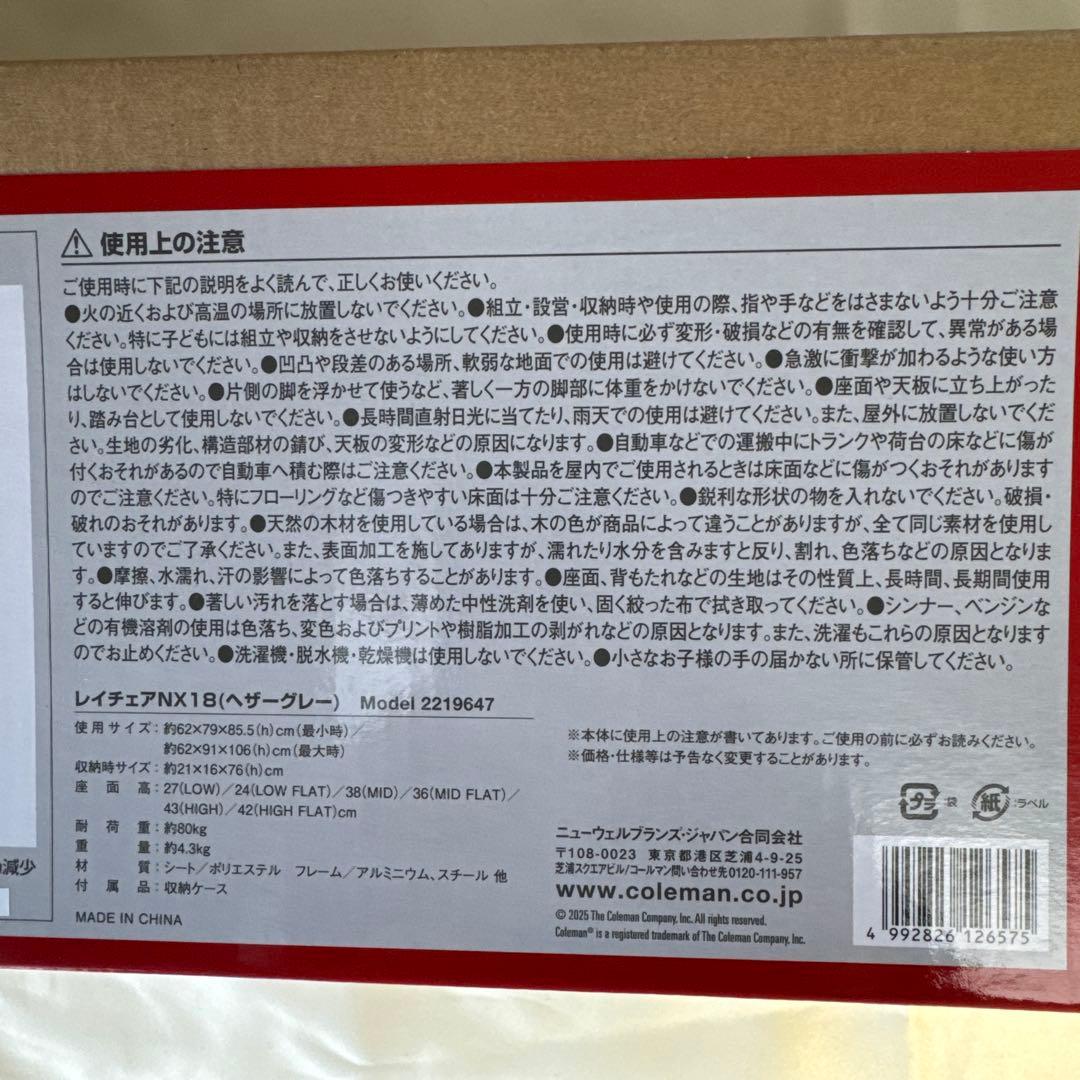 ⚠ 使用上の注意
ご使用時に下記の説明をよく読んで、正しくお使いください。
●火の近くおよび高温の場所に放置しないでください。●組立・設営・収納時や使用の際、指や手などをはさまないよう十分ご注意
ください。特に子どもには組立や収納をさせないようにしてください。●使用時に必ず変形・破損などの有無を確認して、異常がある場
合は使用しないでください。●凹凸や段差のある場所、軟弱な地面での使用は避けてください。●急激に衝撃が加わるような使い方
はしないでください。●片側の脚を浮かせて使うなど、著しく一方の脚部に体重をかけないでください。●座面や天板に立ち上がった
り、踏み台として使用しないでください。●長時間直射日光に当てたり、雨天での使用は避けてください。また、屋外に放置しないでくだ
さい。生地の劣化、構造部材の錆び、天板の変形などの原因になります。●自動車などでの運搬中にトランクや荷台の床などに傷が
付くおそれがあるので自動車へ積む際はご注意ください。●本製品を屋内でご使用されるときは床面などに傷がつくおそれがあります
のでご注意ください。特にフローリングなど傷つきやすい床面は十分ご注意ください。●鋭利な形状の物を入れないでください。破損・
破れのおそれがあります。●天然の木材を使用している場合は、木の色が商品によって違うことがありますが、全て同じ素材を使用し
ていますのでご了承ください。また、表面加工を施してありますが、濡れたり水分を含みますと反り、割れ、色落ちなどの原因となりま
す。●摩擦、水濡れ、汗の影響によって色落ちすることがあります。●座面、背もたれなどの生地はその性質上、長時間、長期間使用
すると伸びます。●著しい汚れを落とす場合は、薄めた中性洗剤を使い、固く絞った布で拭き取ってください。●シンナー、ベンジンな
どの有機溶剤の使用は色落ち、変色およびプリントや樹脂加工の剥がれなどの原因となります。また、洗濯もこれらの原因となります
のでお止めください。●洗濯機・脱水機・乾燥機は使用しないでください。●小さなお子様の手の届かない所に保管してください。
レイチェアNX18(ヘザーグレー) Model 2219647
使用サイズ：約62×79×85.5(h)cm(最小時)／
約62×91×106(h)cm(最大時)
収納時サイズ：約21×16×76(h)cm
座面高：27(LOW)／24(LOW FLAT)／38(MID)／36(MID FLAT)／
43(HIGH)／42(HIGH FLAT)cm
耐荷重：約80kg
重量：約4.3kg
材質：シート／ポリエステル フレーム／アルミニウム、スチール 他
付属品：収納ケース
MADE IN CHINA
減少
※本体に使用上の注意が書いてあります。ご使用の前に必ずお読みください。
※価格・仕様等は予告なく変更することがあります。
プラ 袋 紙 :ラベル
ニューウェルブランズ・ジャパン合同会社
〒108-0023 東京都港区芝浦4-9-25
芝浦スクエアビル/コールマン問い合わせ先0120-111-957
www.coleman.co.jp
© 2025 The Coleman Company, Inc. All rights reserved.
Coleman® is a registered trademark of The Coleman Company, Inc.
4 992826 126575